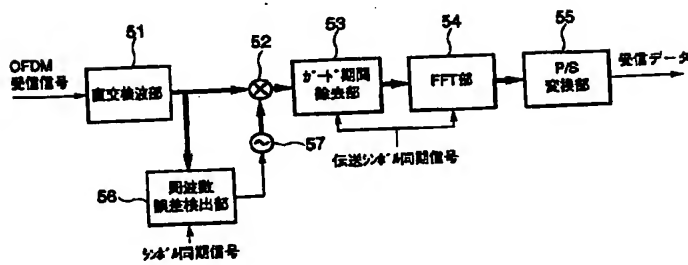 51
52
53
54
55
OFDM
受信信号
直交検波部
ガード期間
除去部
FFT部
P/S
変換部
受信データ
57
伝送シンボル同期信号
56
周波数
誤差検出部
シンボル同期信号